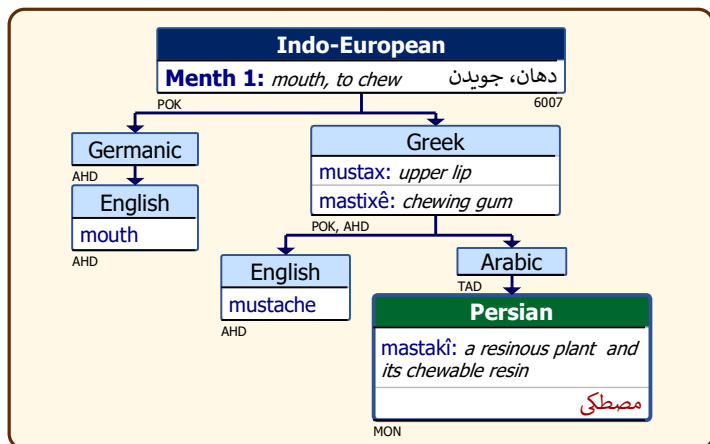 Indo-European
Menth 1: mouth, to chew دهان، جویدن
POK 6007
Germanic
AHD
English
mouth
AHD
Greek
mustax: upper lip
mastixê: chewing gum
POK, AHD
English
mustache
AHD
Arabic
TAD
Persian
mastakî: a resinous plant and
its chewable resin
مصطکی
MON